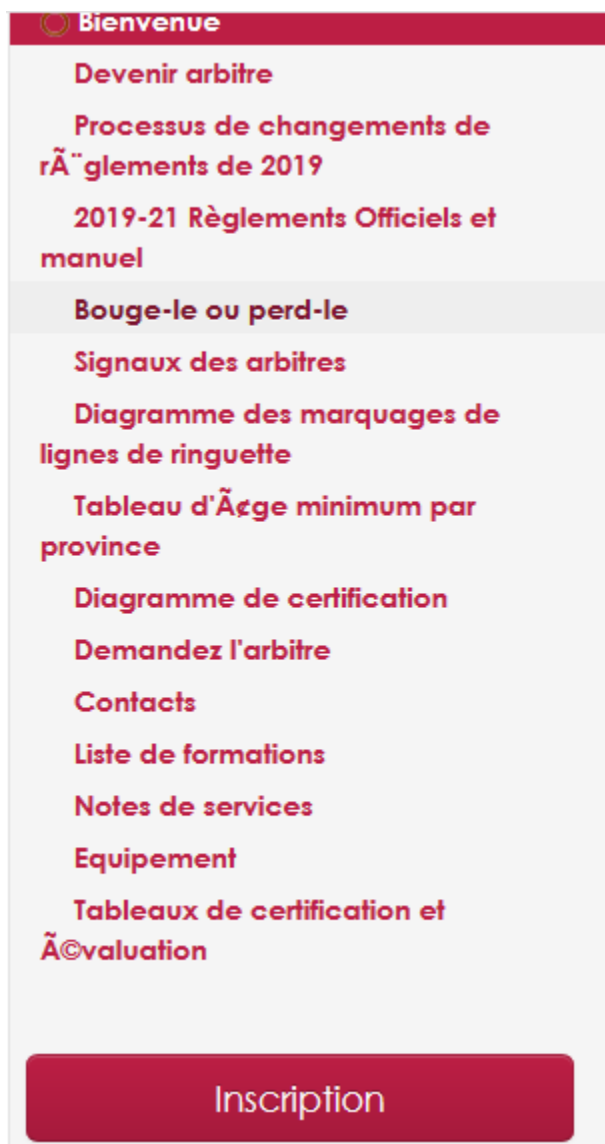 Bienvenue
Devenir arbitre
Processus de changements de
rÃ¨glements de 2019
2019-21 Règlements Officiels et
manuel
Bouge-le ou perd-le
Signaux des arbitres
Diagramme des marquages de
lignes de ringuette
Tableau d'Ã¢ge minimum par
province
Diagramme de certification
Demandez l'arbitre
Contacts
Liste de formations
Notes de services
Equipement
Tableaux de certification et
Ã©valuation
Inscription